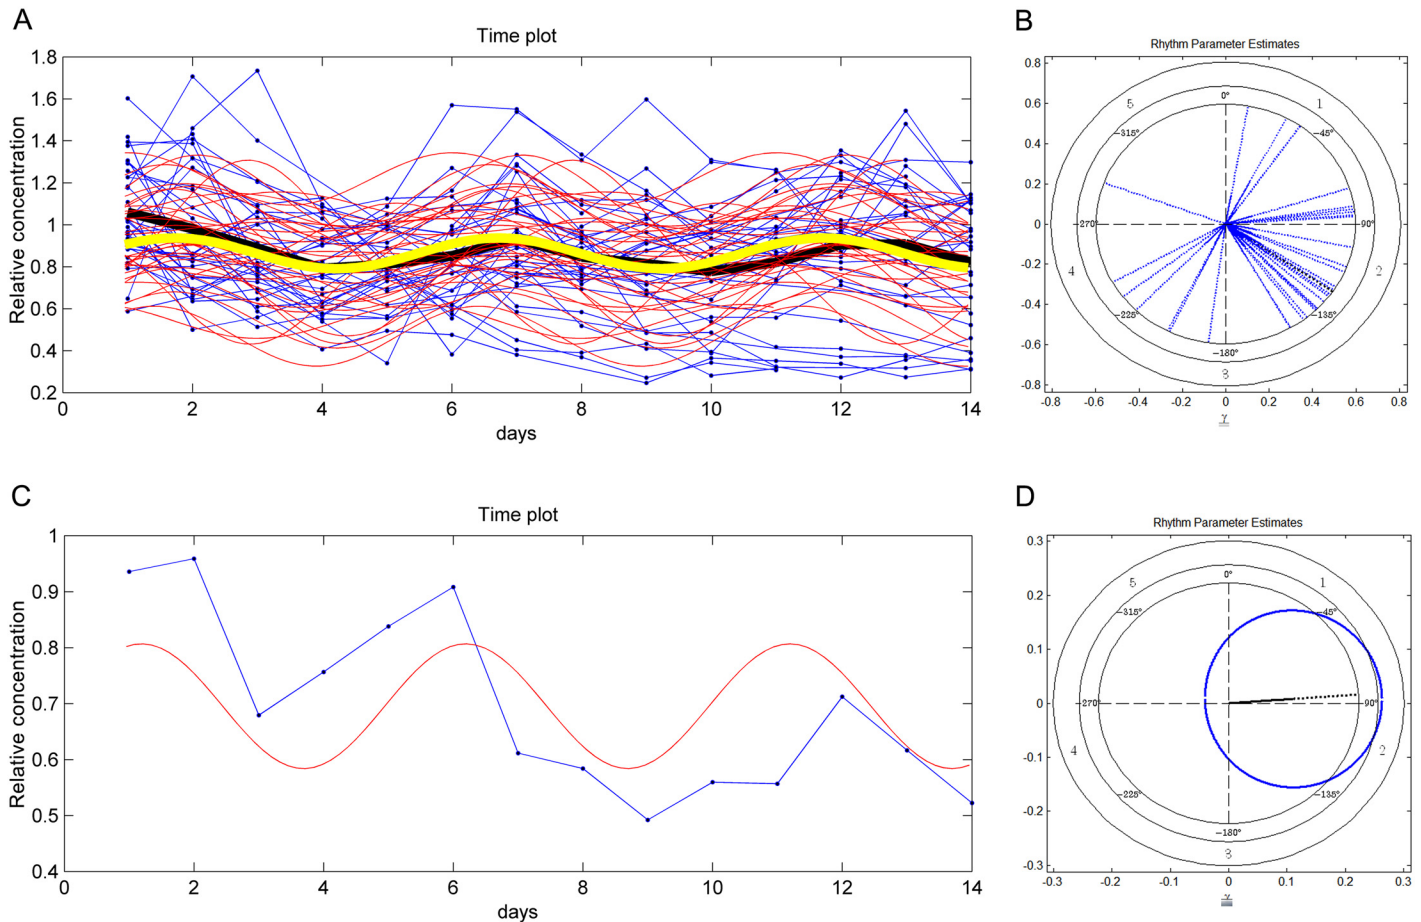 A
Time plot
1.8
1.6
1.4
1.2
1
0.8
0.6
0.4
0.2
Relative concentration
0 2 4 6 8 10 12 14
days
B
Rhythm Parameter Estimates
0.8
0.6
0.4
0.2
0
-0.2
-0.4
-0.6
-0.8
0°
5 1
-315° -45°
-270° -90°
4 2
-225° -135°
-180°
3
-0.8 -0.6 -0.4 -0.2 0 0.2 0.4 0.6 0.8
γ
C
Time plot
1
0.9
0.8
0.7
0.6
0.5
0.4
Relative concentration
0 2 4 6 8 10 12 14
days
D
Rhythm Parameter Estimates
0.3
0.2
0.1
0
-0.1
-0.2
-0.3
0°
5 1
-315° -45°
-270° -90°
4 2
-225° -135°
-180°
3
-0.3 -0.2 -0.1 0 0.1 0.2 0.3
γ